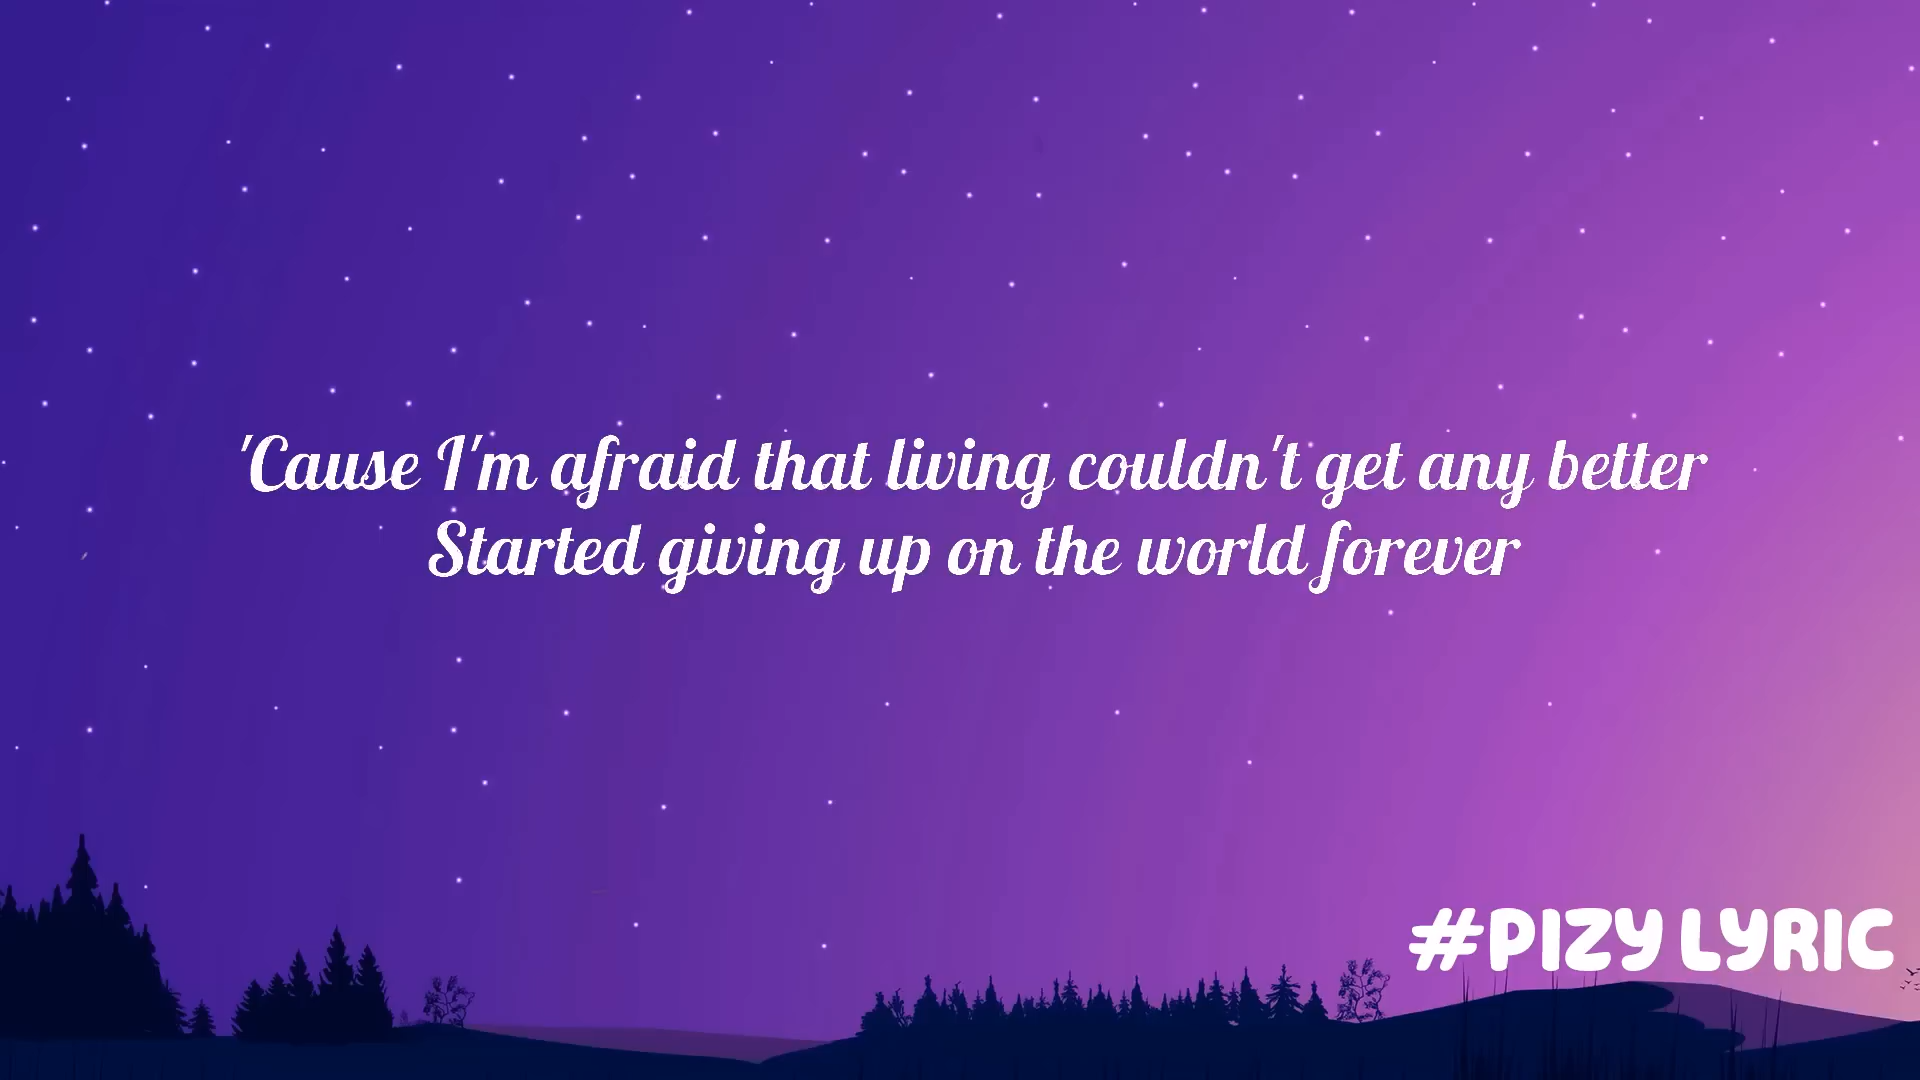 'Cause I'm afraid that living couldn't get any better
Started giving up on the world forever
#PIZY LYRIC